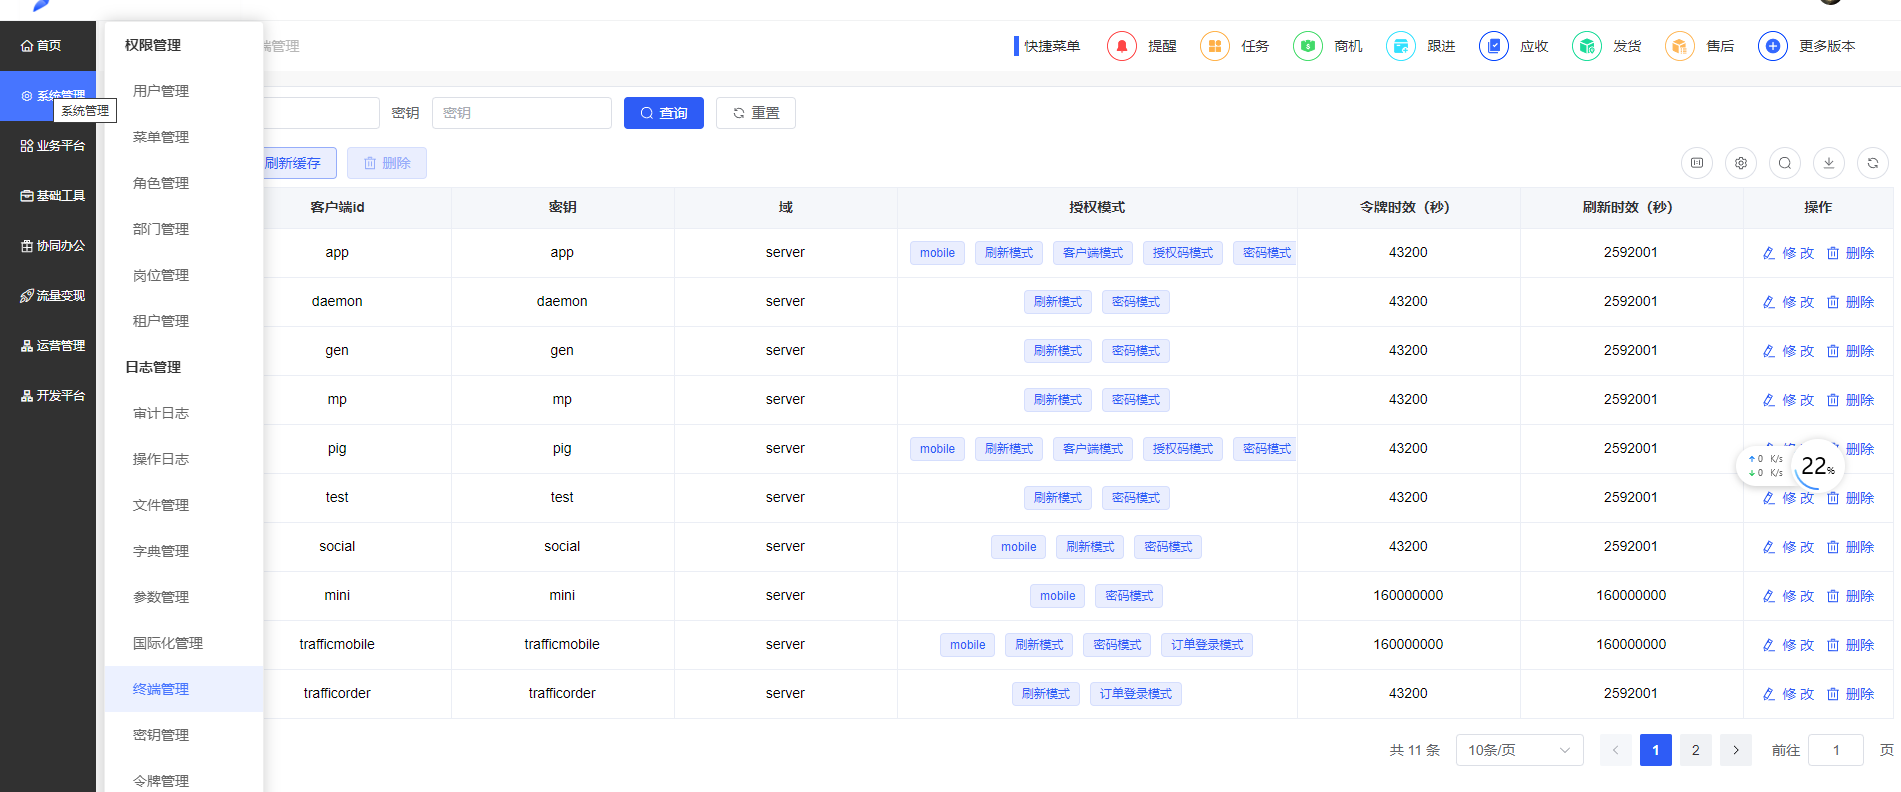 首页
系统管理
系统管理
业务平台
基础工具
协同办公
流量变现
运营管理
开发平台
权限管理
用户管理
菜单管理
角色管理
部门管理
岗位管理
租户管理
日志管理
审计日志
操作日志
文件管理
字典管理
参数管理
国际化管理
终端管理
密钥管理
令牌管理
端管理 快捷菜单 提醒 任务 商机 跟进 应收 发货 售后 更多版本
密钥 密钥 查询 重置
刷新缓存 删除
客户端id 密钥 域 授权模式 令牌时效（秒） 刷新时效（秒） 操作
app app server mobile 刷新模式 客户端模式 授权码模式 密码模式 43200 2592001 修改 删除
daemon daemon server 刷新模式 密码模式 43200 2592001 修改 删除
gen gen server 刷新模式 密码模式 43200 2592001 修改 删除
mp mp server 刷新模式 密码模式 43200 2592001 修改 删除
pig pig server mobile 刷新模式 客户端模式 授权码模式 密码模式 43200 2592001 删除
↑ 0 K/s
↓ 0 K/s
22%
test test server 刷新模式 密码模式 43200 2592001 修改 删除
social social server mobile 刷新模式 密码模式 43200 2592001 修改 删除
mini mini server mobile 密码模式 160000000 160000000 修改 删除
trafficmobile trafficmobile server mobile 刷新模式 密码模式 订单登录模式 160000000 160000000 修改 删除
trafficorder trafficorder server 刷新模式 订单登录模式 43200 2592001 修改 删除
共 11 条 10条/页 1 2 前往 1 页